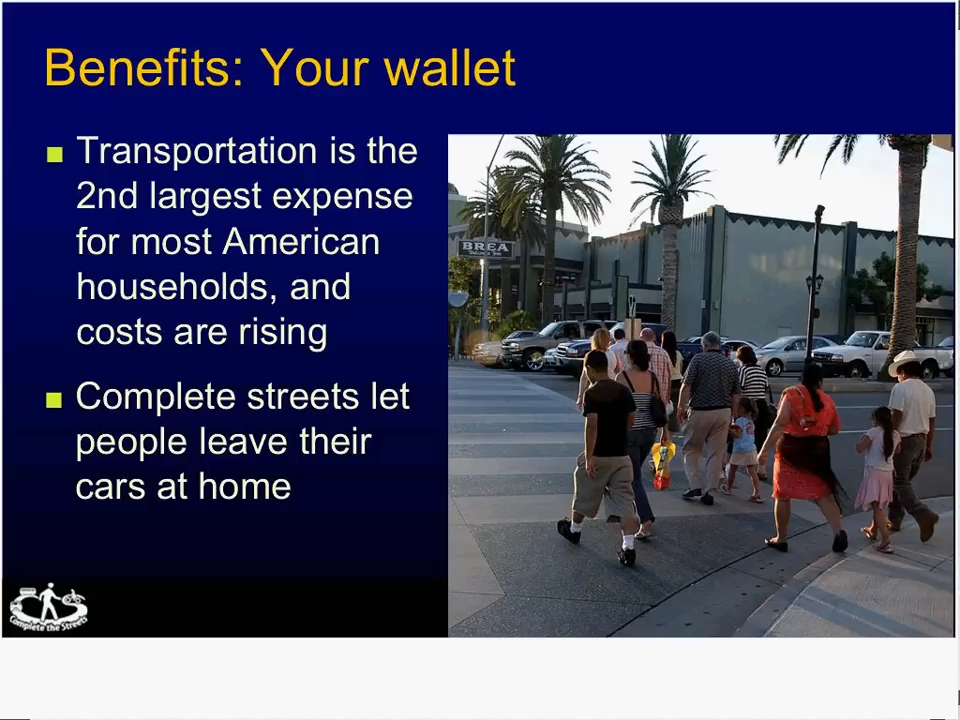 Benefits: Your wallet
Transportation is the
2nd largest expense
for most American
households, and
costs are rising
Complete streets let
people leave their
cars at home
BREA
Complete the Streets